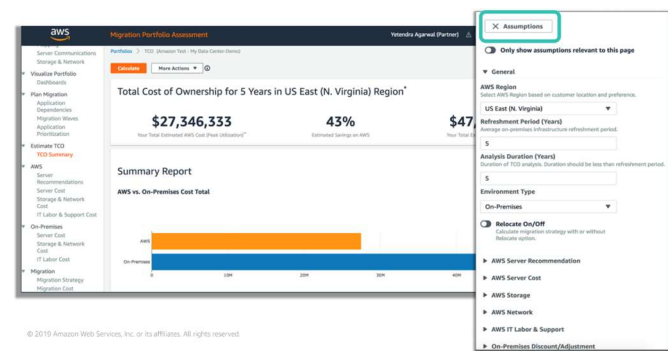 aws
Migration Portfolio Assessment
Yetendra Agarwal (Partner)
Server Communications
Storage & Network
Visualize Portfolio
Dashboards
Plan Migration
Application
Dependencies
Migration Waves
Application
Prioritization
Estimate TCO
TCO Summary
AWS
Server
Recommendations
Server Cost
Storage & Network
Cost
IT Labor & Support Cost
On-Premises
Server Cost
Storage & Network
Cost
IT Labor Cost
Migration
Migration Strategy
Migration Cost
Portfolios > TCO (Amazon Test - My Data Center-Demo)
Calculate
More Actions
Total Cost of Ownership for 5 Years in US East (N. Virginia) Region*
$27,346,333
43%
$47,
Your Total Estimated AWS Cost (Peak Utilization)**
Estimated Savings on AWS
Your Total Es
Summary Report
AWS vs. On-Premises Cost Total
AWS
On-Premises
0
10M
20M
30M
40M
× Assumptions
Only show assumptions relevant to this page
General
AWS Region
Select AWS Region based on customer location and preference.
US East (N. Virginia)
Refreshment Period (Years)
Average on premises infrastructure refreshment period.
5
Analysis Duration (Years)
Duration of TCO analysis. Duration should be less than refreshment period.
5
Environment Type
On-Premises
Relocate On/Off
Calculate migration strategy with or without
Relocate option.
AWS Server Recommendation
AWS Server Cost
AWS Storage
AWS Network
AWS IT Labor & Support
On-Premises Discount/Adjustment
© 2019 Amazon Web Services, Inc. or its affiliates. All rights reserved.